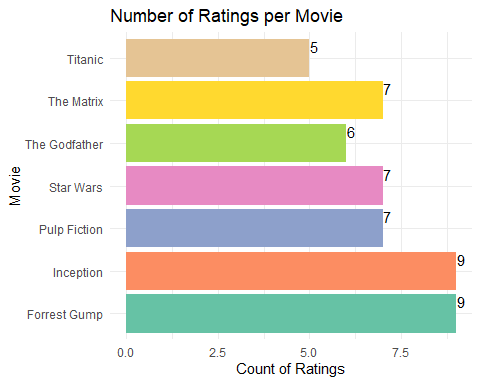 Number of Ratings per Movie
Titanic
5
The Matrix
7
The Godfather
6
Star Wars
7
Pulp Fiction
7
Inception
9
Forrest Gump
9
Movie
0.0 2.5 5.0 7.5
Count of Ratings